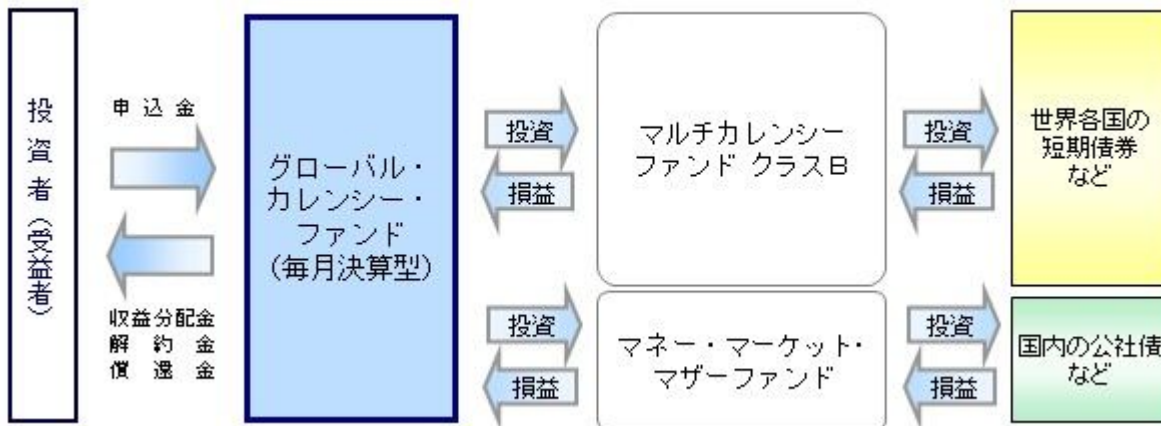 投資者（受益者）
申込金
収益分配金
解約金
償還金
グローバル・
カレンシー・
ファンド
（毎月決算型）
投資
損益
マルチカレンシー
ファンド クラスＢ
投資
損益
世界各国の
短期債券
など
投資
損益
マネー・マーケット・
マザーファンド
投資
損益
国内の公社債
など